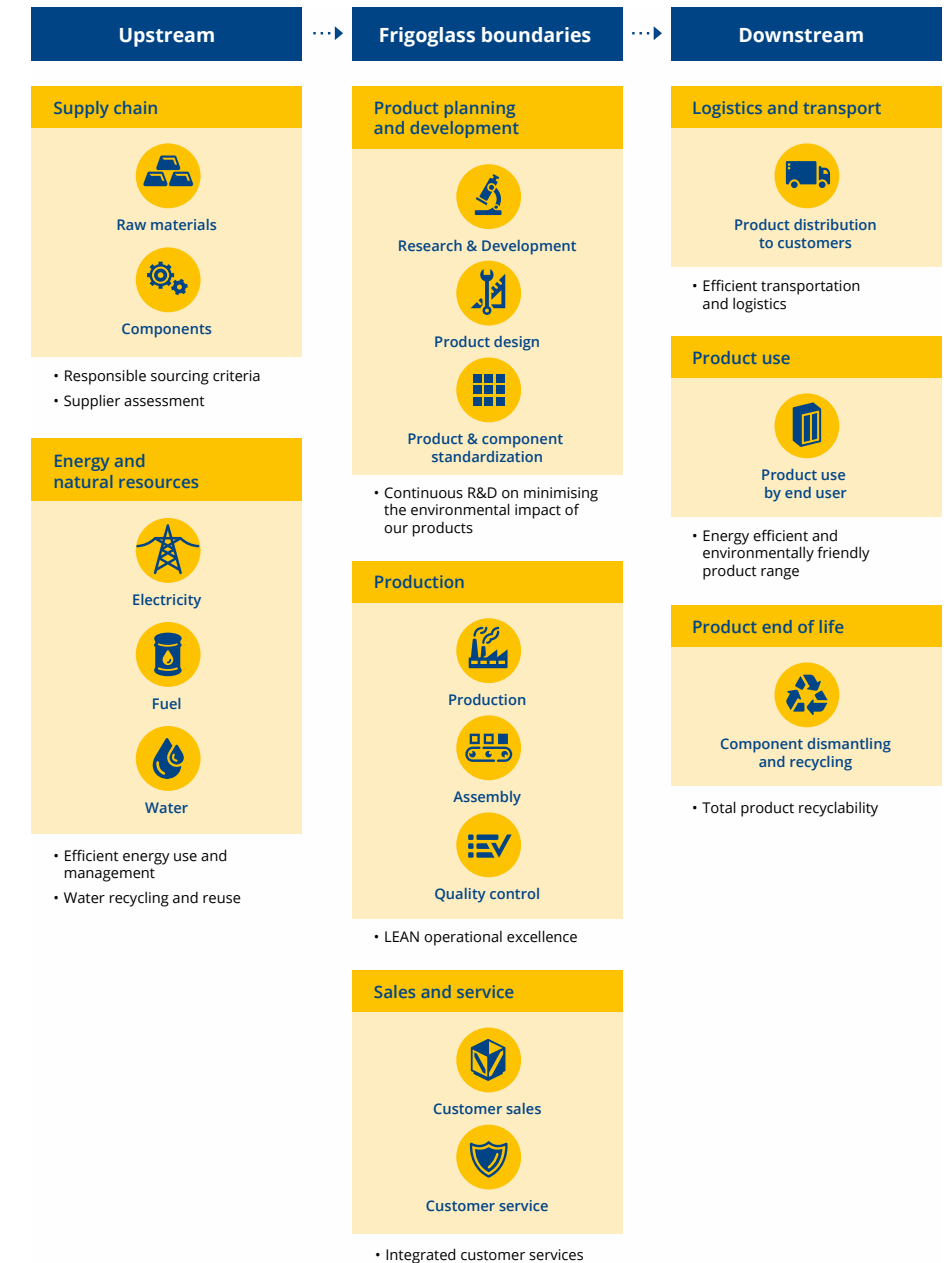 Upstream
Supply chain
Raw materials
Components
• Responsible sourcing criteria
• Supplier assessment
Energy and
natural resources
Electricity
Fuel
Water
• Efficient energy use and
management
• Water recycling and reuse
Frigoglass boundaries
Product planning
and development
Research & Development
Product design
Product & component
standardization
• Continuous R&D on minimising
the environmental impact of
our products
Production
Production
Assembly
Quality control
• LEAN operational excellence
Sales and service
Customer sales
Customer service
• Integrated customer services
Downstream
Logistics and transport
Product distribution
to customers
• Efficient transportation
and logistics
Product use
Product use
by end user
• Energy efficient and
environmentally friendly
product range
Product end of life
Component dismantling
and recycling
• Total product recyclability